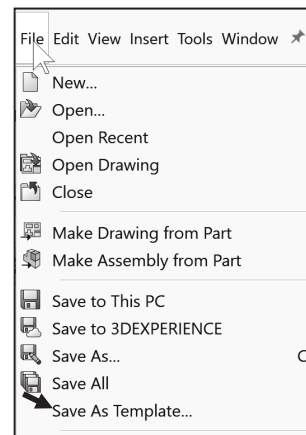 File Edit View Insert Tools Window
New...
Open...
Open Recent
Open Drawing
Close
Make Drawing from Part
Make Assembly from Part
Save to This PC
Save to 3DEXPERIENCE
Save As... C
Save All
Save As Template...